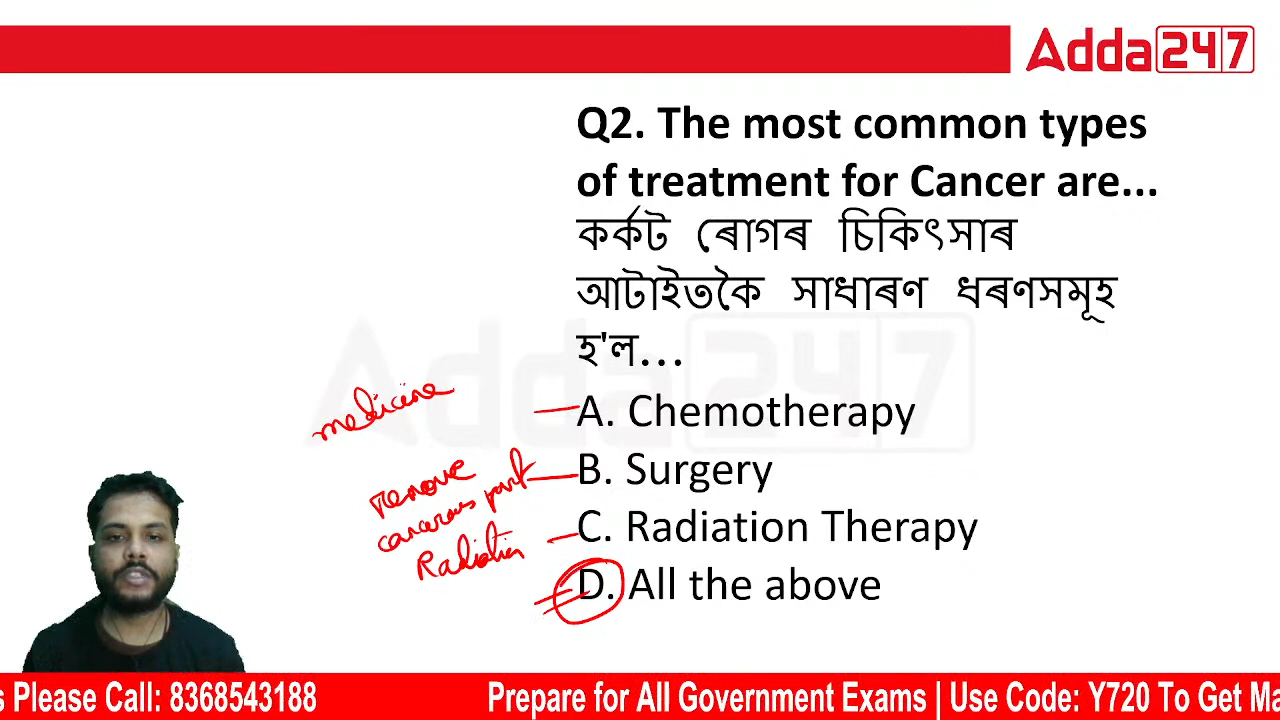 Adda247
Q2. The most common types
of treatment for Cancer are...
কৰ্কট ৰোগৰ চিকিৎসাৰ
আটাইতকৈ সাধাৰণ ধৰণসমূহ
হ'ল...
medicine
A. Chemotherapy
remove
cancerous part
B. Surgery
Radiation
C. Radiation Therapy
D. All the above
s Please Call: 8368543188
Prepare for All Government Exams | Use Code: Y720 To Get Ma